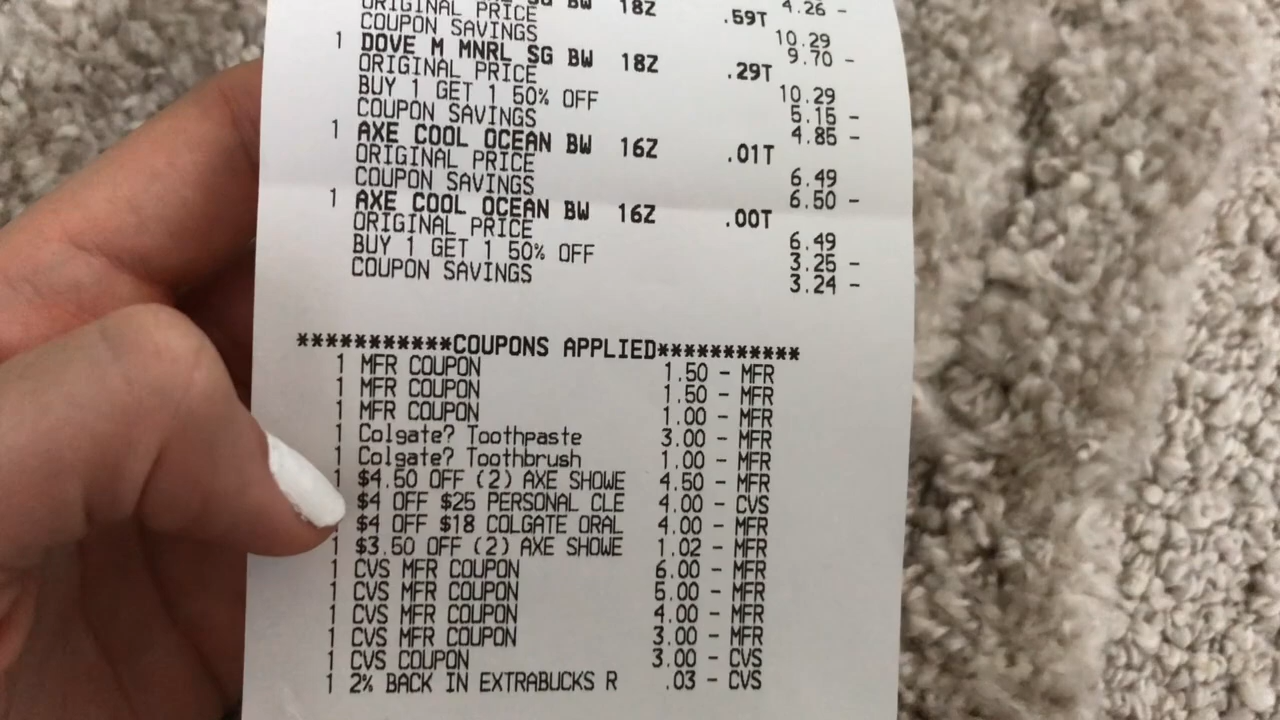 BW 18Z .59T
ORIGINAL PRICE 4.26 -
COUPON SAVINGS 10.29
9.70 -
1 DOVE M MNRL SG BW 18Z .29T
ORIGINAL PRICE 10.29
BUY 1 GET 1 50% OFF 5.15 -
COUPON SAVINGS 4.85 -
1 AXE COOL OCEAN BW 16Z .01T
ORIGINAL PRICE 6.49
COUPON SAVINGS 6.50 -
1 AXE COOL OCEAN BW 16Z .00T
ORIGINAL PRICE 6.49
BUY 1 GET 1 50% OFF 3.25 -
COUPON SAVINGS 3.24 -
***********COUPONS APPLIED***********
1 MFR COUPON 1.50 - MFR
1 MFR COUPON 1.50 - MFR
1 MFR COUPON 1.00 - MFR
1 Colgate? Toothpaste 3.00 - MFR
1 Colgate? Toothbrush 1.00 - MFR
1 $4.50 OFF (2) AXE SHOWE 4.50 - MFR
$4 OFF $25 PERSONAL CLE 4.00 - CVS
1 $4 OFF $18 COLGATE ORAL 4.00 - MFR
1 $3.50 OFF (2) AXE SHOWE 1.02 - MFR
1 CVS MFR COUPON 6.00 - MFR
1 CVS MFR COUPON 5.00 - MFR
1 CVS MFR COUPON 4.00 - MFR
1 CVS MFR COUPON 3.00 - MFR
1 CVS COUPON 3.00 - CVS
1 2% BACK IN EXTRABUCKS R .03 - CVS